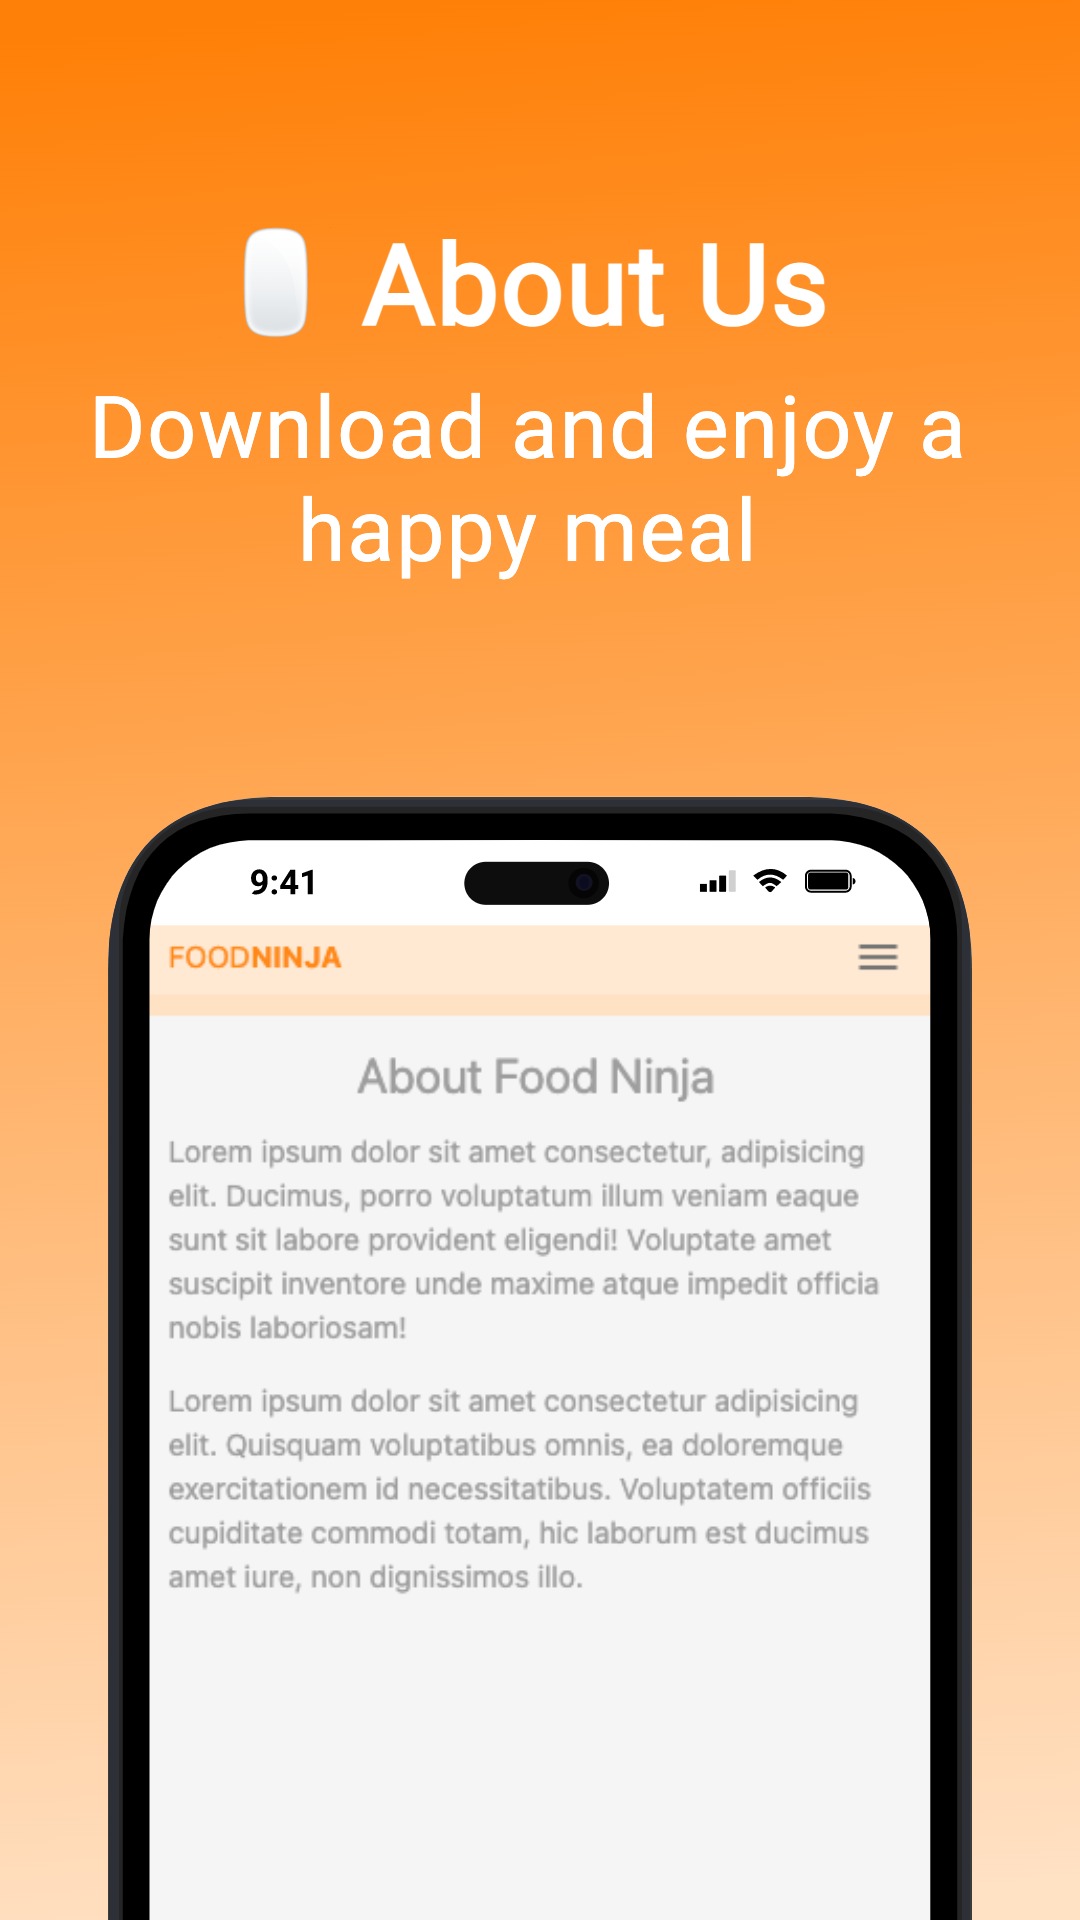 About Us
Download and enjoy a
happy meal
9:41
FOODNINJA
About Food Ninja
Lorem ipsum dolor sit amet consectetur, adipisicing
elit. Ducimus, porro voluptatum illum veniam eaque
sunt sit labore provident eligendi! Voluptate amet
suscipit inventore unde maxime atque impedit officia
nobis laboriosam!
Lorem ipsum dolor sit amet consectetur adipisicing
elit. Quisquam voluptatibus omnis, ea doloremque
exercitationem id necessitatibus. Voluptatem officiis
cupiditate commodi totam, hic laborum est ducimus
amet iure, non dignissimos illo.